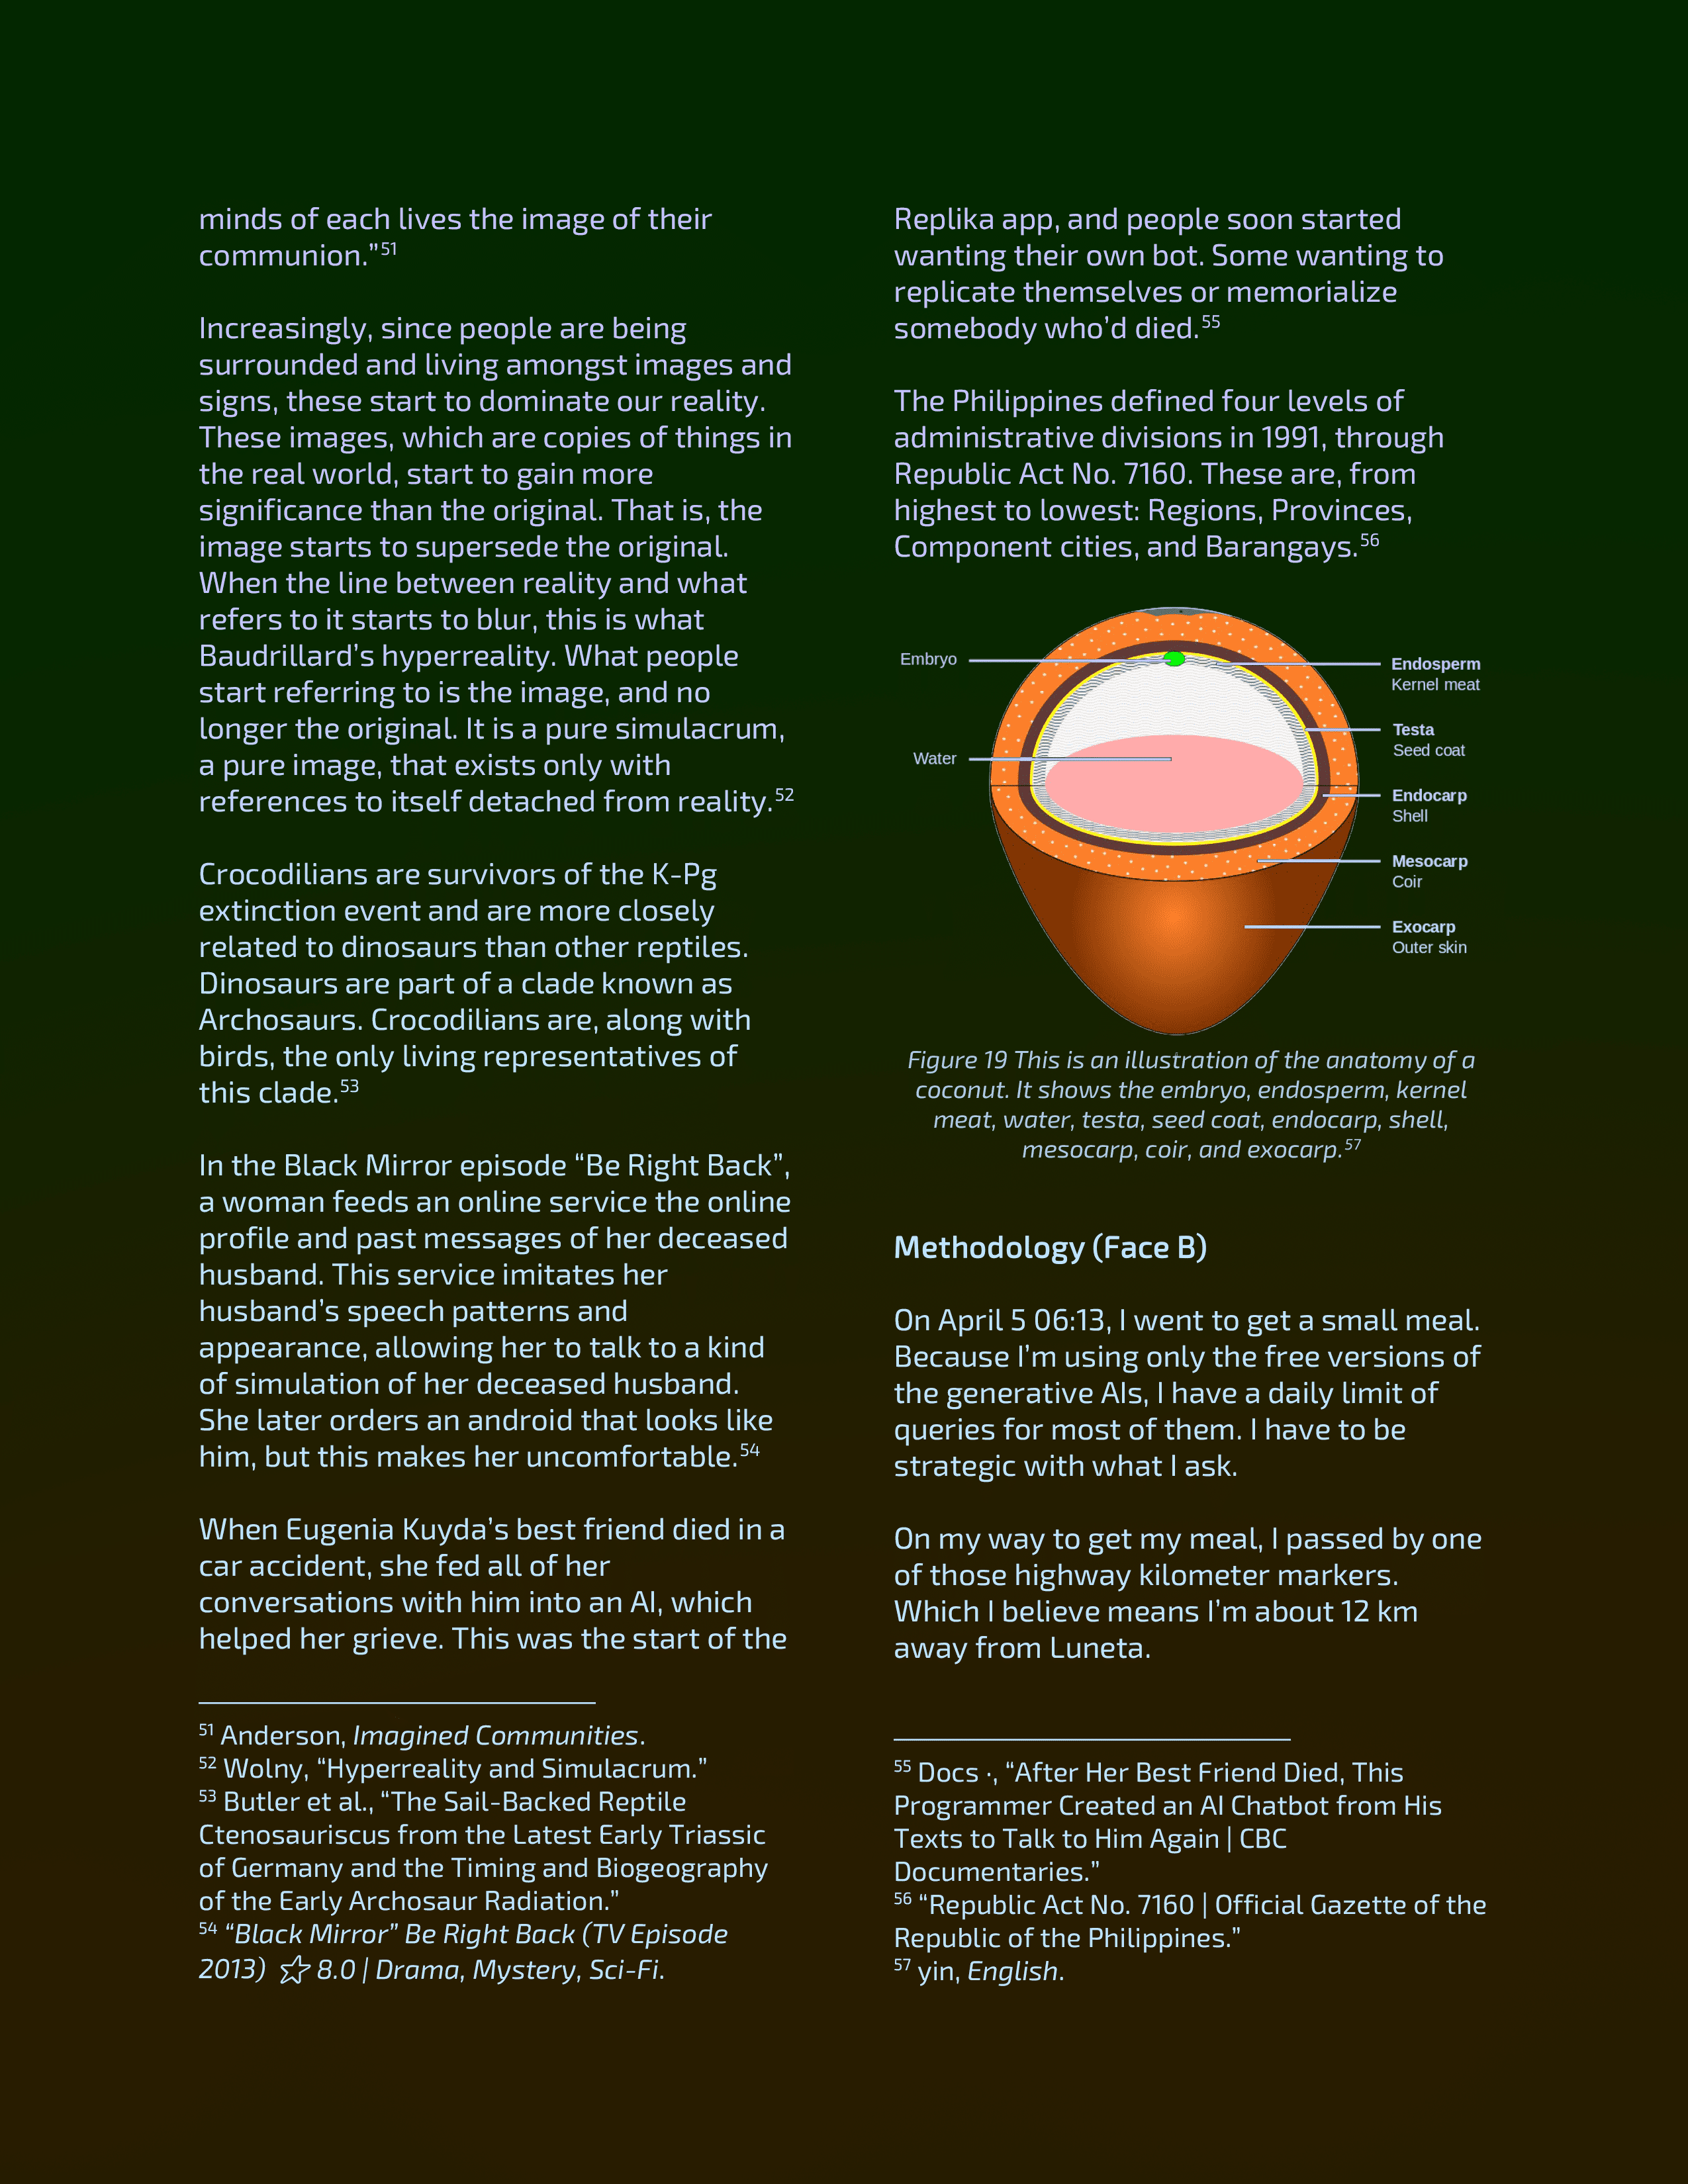 minds of each lives the image of their
communion.”51
Increasingly, since people are being
surrounded and living amongst images and
signs, these start to dominate our reality.
These images, which are copies of things in
the real world, start to gain more
significance than the original. That is, the
image starts to supersede the original.
When the line between reality and what
refers to it starts to blur, this is what
Baudrillard’s hyperreality. What people
start referring to is the image, and no
longer the original. It is a pure simulacrum,
a pure image, that exists only with
references to itself detached from reality.52
Crocodilians are survivors of the K-Pg
extinction event and are more closely
related to dinosaurs than other reptiles.
Dinosaurs are part of a clade known as
Archosaurs. Crocodilians are, along with
birds, the only living representatives of
this clade.53
In the Black Mirror episode “Be Right Back”,
a woman feeds an online service the online
profile and past messages of her deceased
husband. This service imitates her
husband’s speech patterns and
appearance, allowing her to talk to a kind
of simulation of her deceased husband.
She later orders an android that looks like
him, but this makes her uncomfortable.54
When Eugenia Kuyda’s best friend died in a
car accident, she fed all of her
conversations with him into an AI, which
helped her grieve. This was the start of the
51 Anderson, Imagined Communities.
52 Wolny, “Hyperreality and Simulacrum.”
53 Butler et al., “The Sail-Backed Reptile
Ctenosauriscus from the Latest Early Triassic
of Germany and the Timing and Biogeography
of the Early Archosaur Radiation.”
54 “Black Mirror” Be Right Back (TV Episode
2013) ☆ 8.0 | Drama, Mystery, Sci-Fi.
Replika app, and people soon started
wanting their own bot. Some wanting to
replicate themselves or memorialize
somebody who’d died.55
The Philippines defined four levels of
administrative divisions in 1991, through
Republic Act No. 7160. These are, from
highest to lowest: Regions, Provinces,
Component cities, and Barangays.56
Embryo
Water
Endosperm
Kernel meat
Testa
Seed coat
Endocarp
Shell
Mesocarp
Coir
Exocarp
Outer skin
Figure 19 This is an illustration of the anatomy of a
coconut. It shows the embryo, endosperm, kernel
meat, water, testa, seed coat, endocarp, shell,
mesocarp, coir, and exocarp.57
Methodology (Face B)
On April 5 06:13, I went to get a small meal.
Because I’m using only the free versions of
the generative AIs, I have a daily limit of
queries for most of them. I have to be
strategic with what I ask.
On my way to get my meal, I passed by one
of those highway kilometer markers.
Which I believe means I’m about 12 km
away from Luneta.
55 Docs ·, “After Her Best Friend Died, This
Programmer Created an AI Chatbot from His
Texts to Talk to Him Again | CBC
Documentaries.”
56 “Republic Act No. 7160 | Official Gazette of the
Republic of the Philippines.”
57 yin, English.